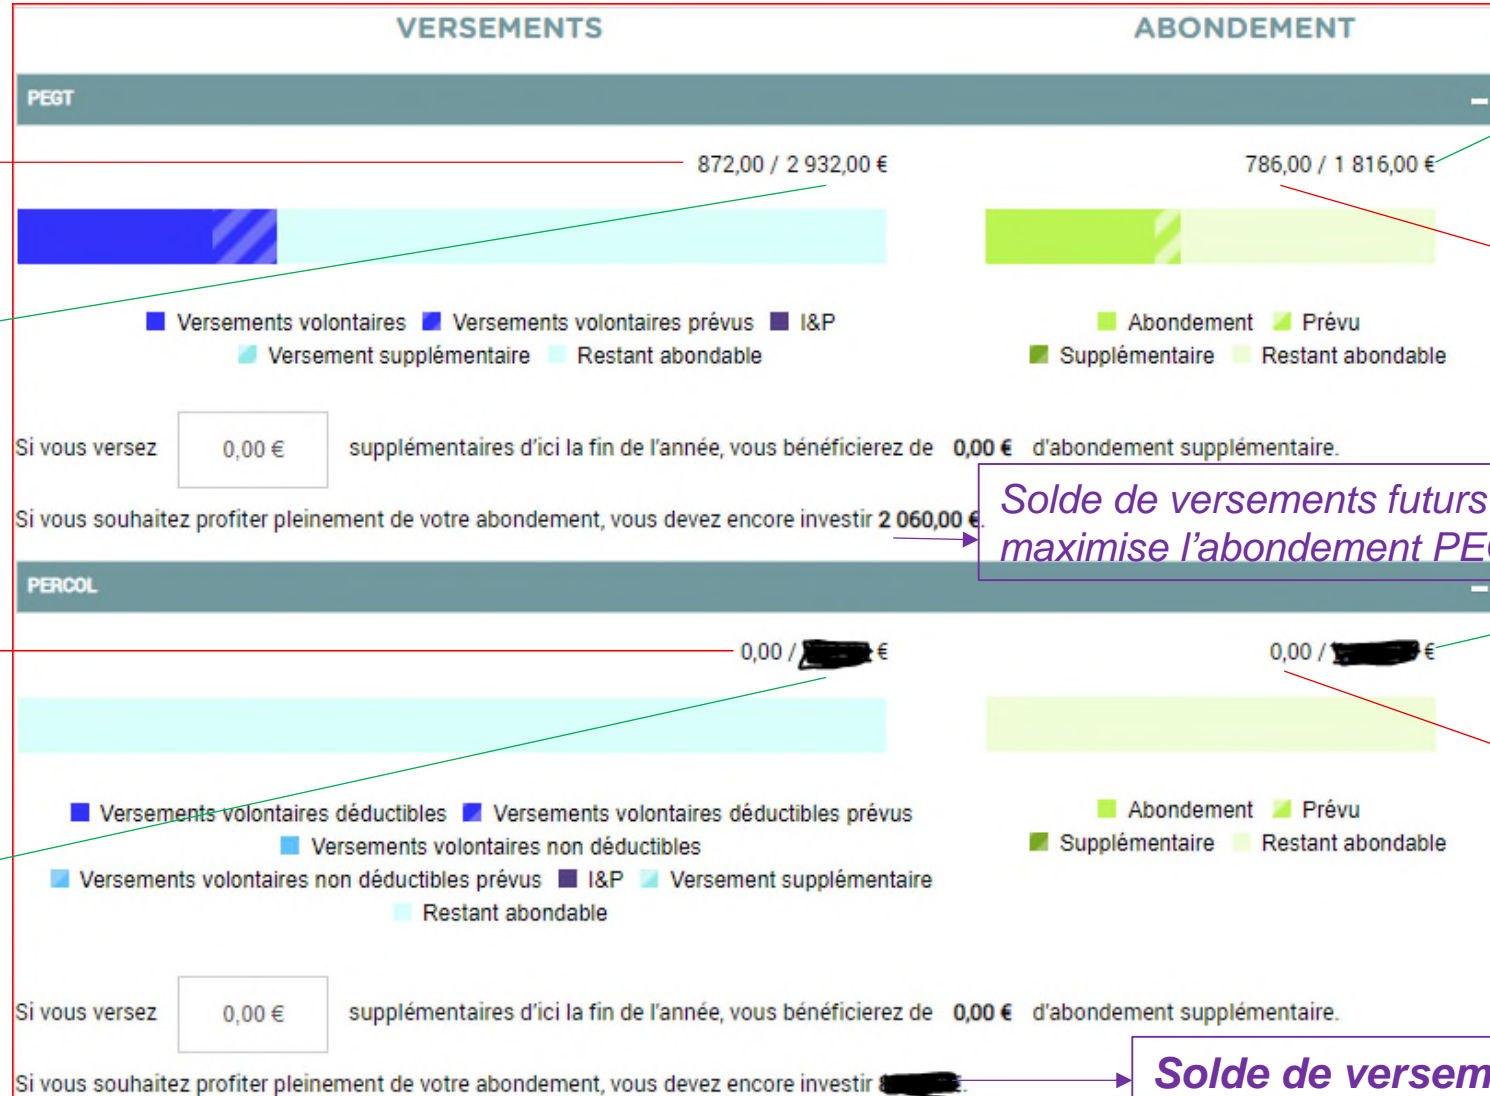 VERSEMENTS ABONDEMENT
PEGT
872,00 / 2 932,00 € 786,00 / 1 816,00 €
Versements volontaires Versements volontaires prévus I&P Abondement Prévu
Versement supplémentaire Restant abondable Supplémentaire Restant abondable
Si vous versez 0,00 € supplémentaires d'ici la fin de l'année, vous bénéficierez de 0,00 € d'abondement supplémentaire.
Solde de versements futurs
Si vous souhaitez profiter pleinement de votre abondement, vous devez encore investir 2 060,00 €.
maximise l'abondement
PERCOL
0,00 / € 0,00 / €
Versements volontaires déductibles Versements volontaires déductibles prévus Abondement Prévu
Versements volontaires non déductibles Supplémentaire Restant abondable
Versements volontaires non déductibles prévus I&P Versement supplémentaire
Restant abondable
Si vous versez 0,00 € supplémentaires d'ici la fin de l'année, vous bénéficierez de 0,00 € d'abondement supplémentaire.
Solde de
Si vous souhaitez profiter pleinement de votre abondement, vous devez encore investir